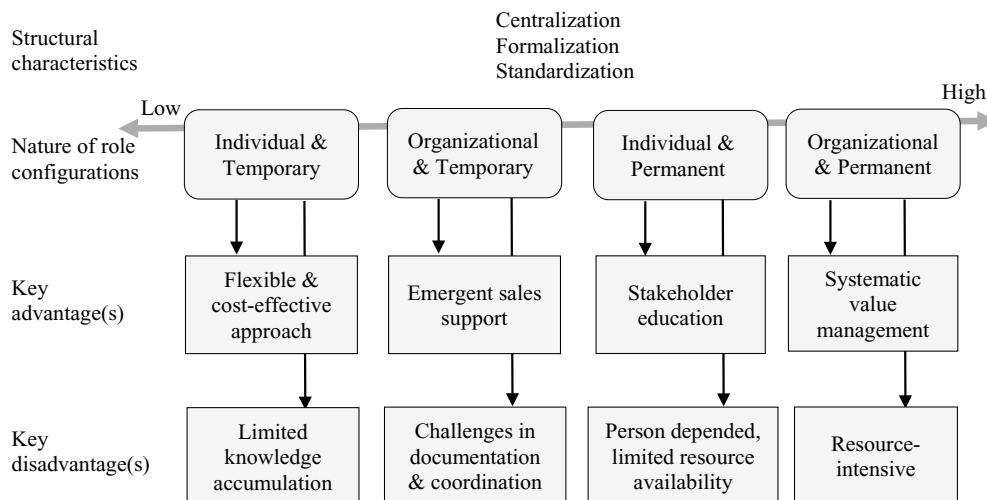 Structural
characteristics
Centralization
Formalization
Standardization
Low
High
Nature of role
configurations
Individual &
Temporary
Organizational
& Temporary
Individual &
Permanent
Organizational
& Permanent
Key
advantage(s)
Flexible &
cost-effective
approach
Emergent sales
support
Stakeholder
education
Systematic
value
management
Key
disadvantage(s)
Limited
knowledge
accumulation
Challenges in
documentation
& coordination
Person depended,
limited resource
availability
Resource-
intensive